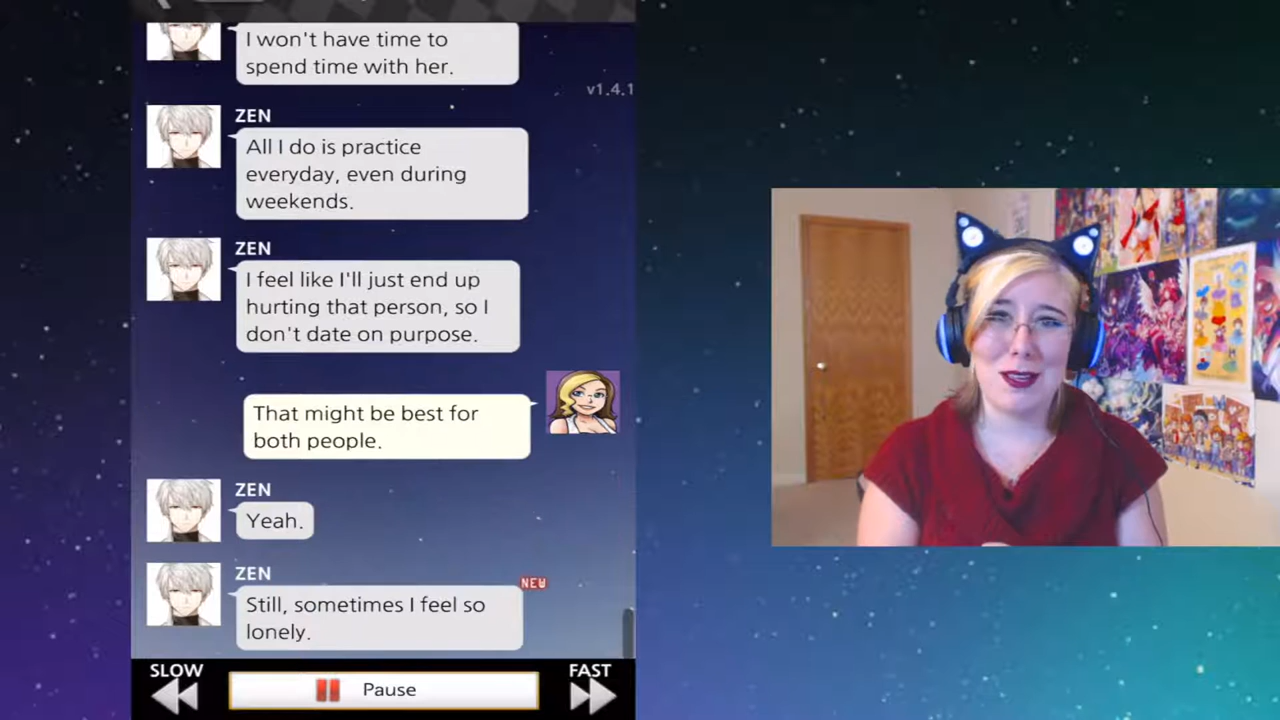 I won't have time to
spend time with her.
v1.4.1
ZEN
All I do is practice
everyday, even during
weekends.
ZEN
I feel like I'll just end up
hurting that person, so I
don't date on purpose.
That might be best for
both people.
ZEN
Yeah.
ZEN
NEW
Still, sometimes I feel so
lonely.
SLOW
Pause
FAST